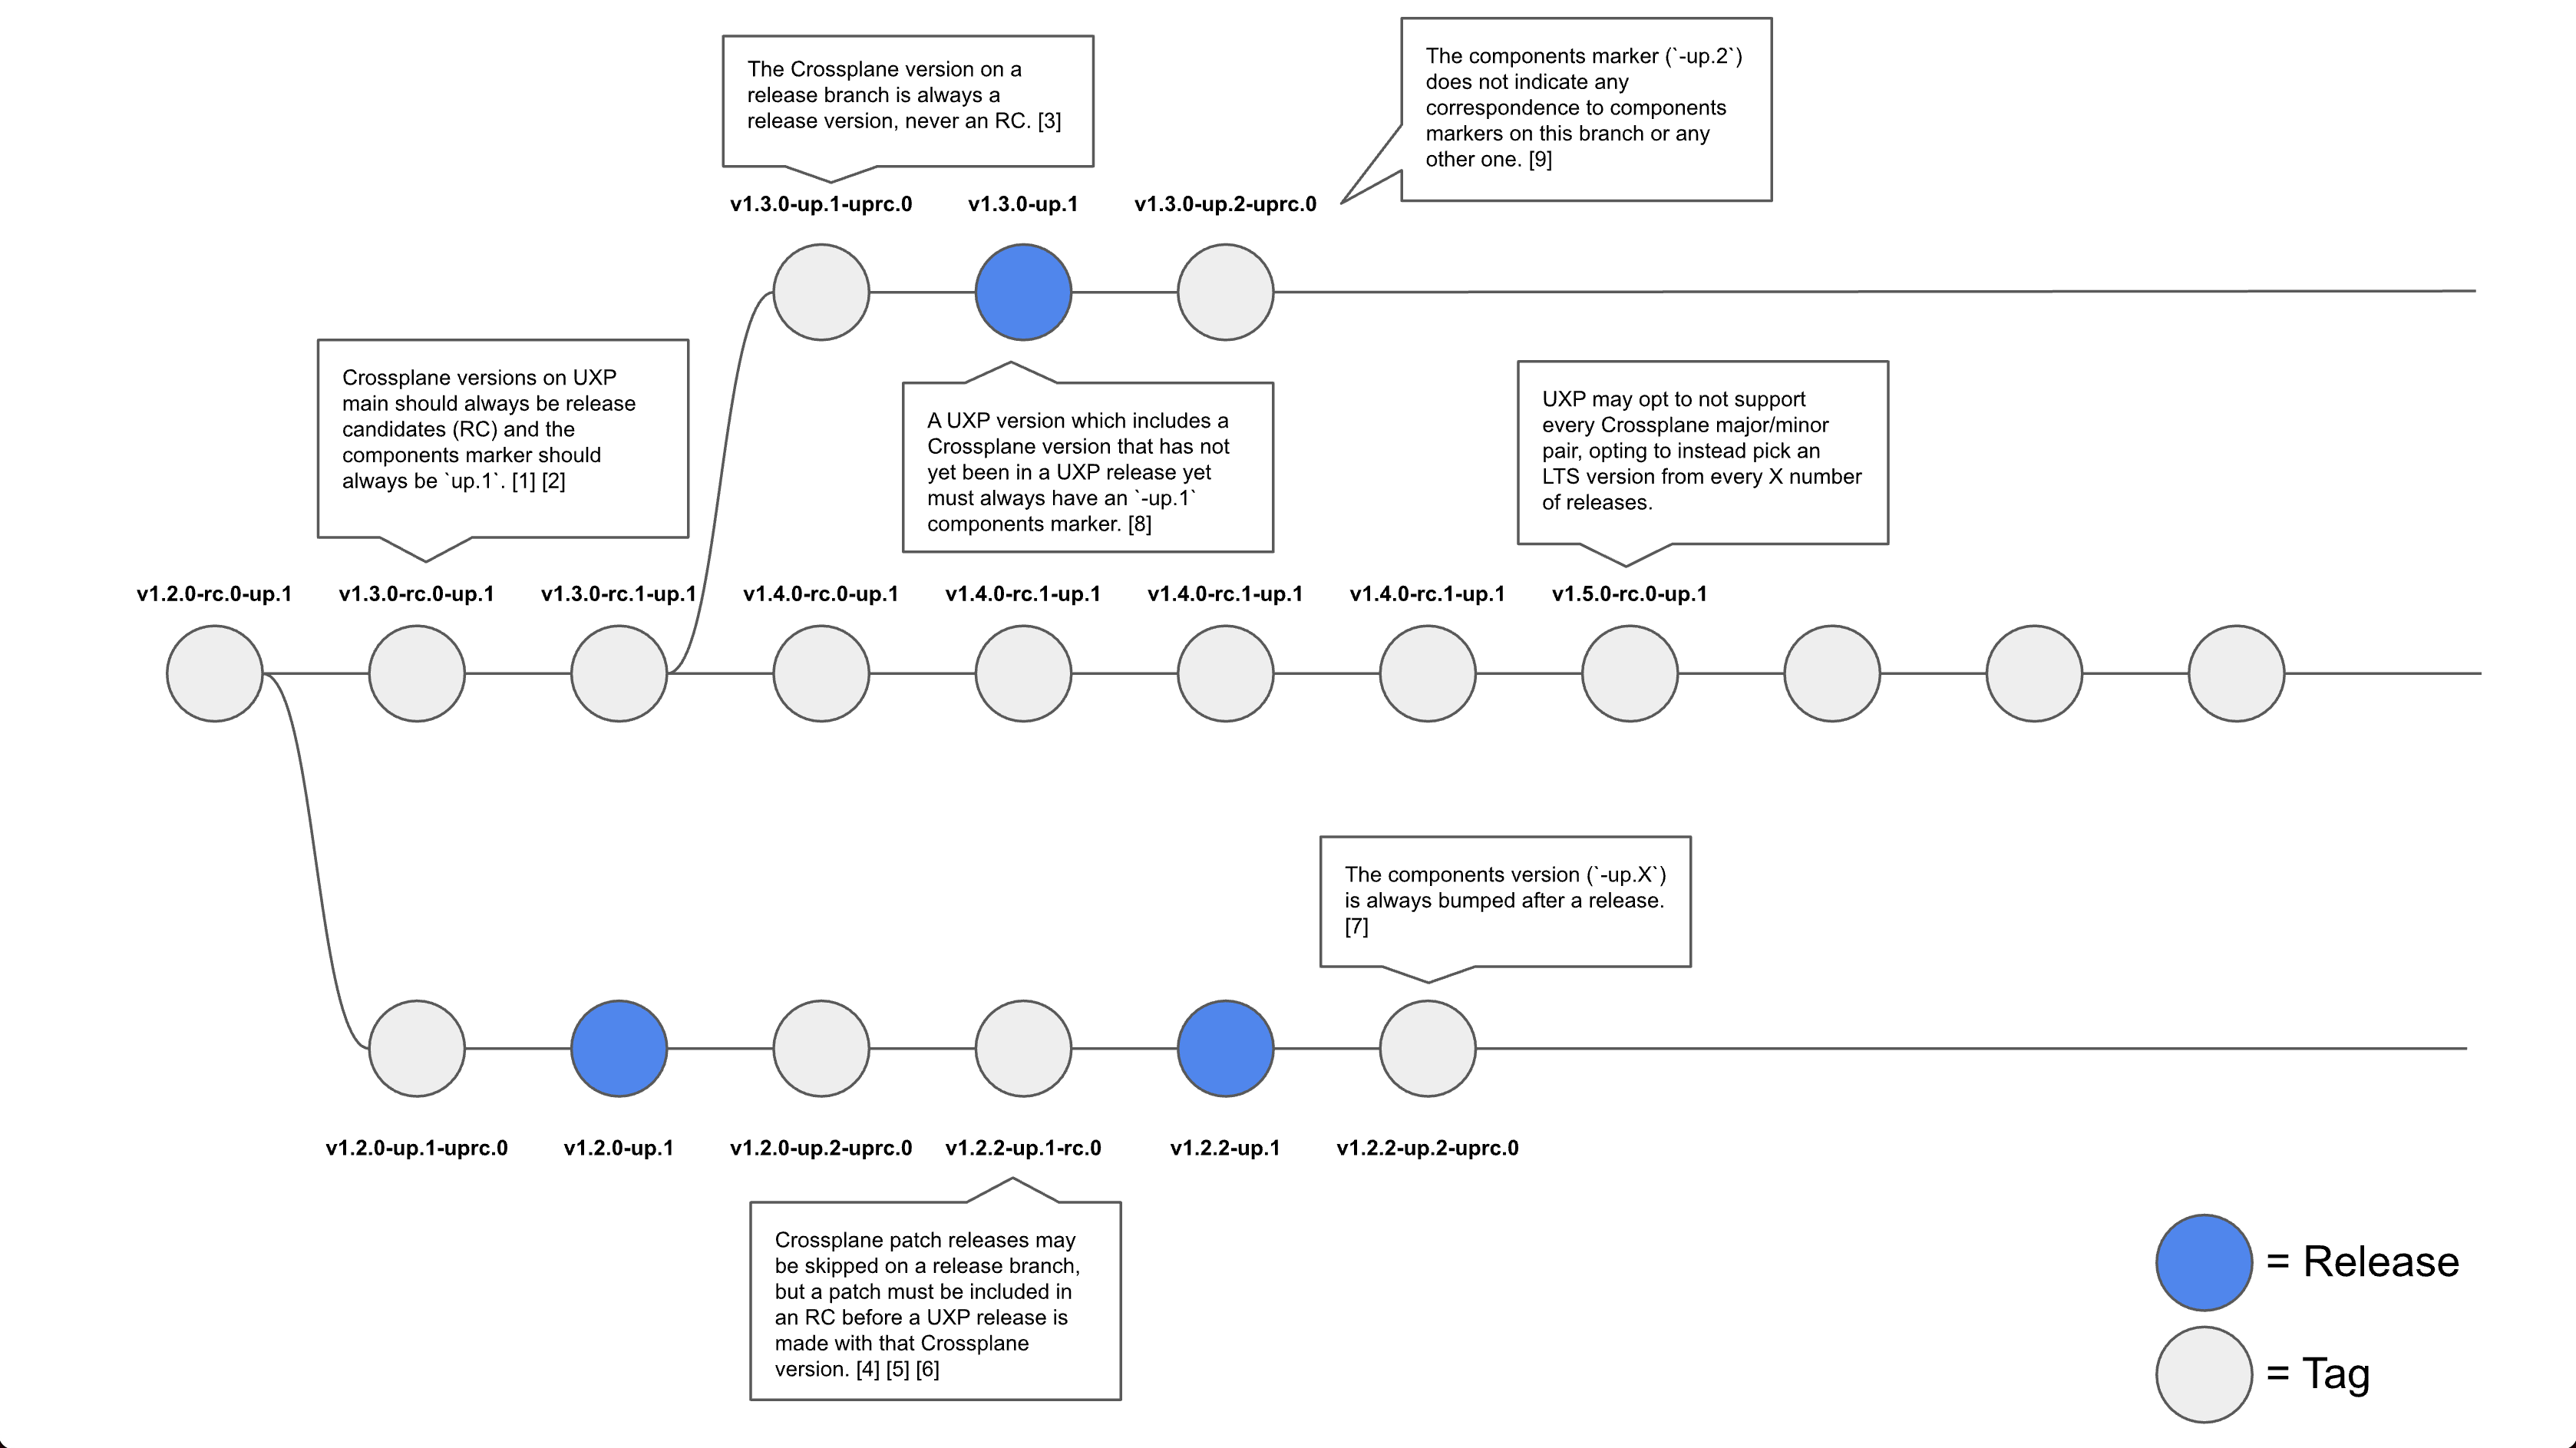 The Crossplane version on a
release branch is always a
release version, never an RC. [3]
The components marker (`-up.2`)
does not indicate any
correspondence to components
markers on this branch or any
other one. [9]
v1.3.0-up.1-uprc.0
v1.3.0-up.1
v1.3.0-up.2-uprc.0
Crossplane versions on UXP
main should always be release
candidates (RC) and the
components marker should
always be `up.1`. [1] [2]
A UXP version which includes a
Crossplane version that has not
yet been in a UXP release yet
must always have an `-up.1`
components marker. [8]
UXP may opt to not support
every Crossplane major/minor
pair, opting to instead pick an
LTS version from every X number
of releases.
v1.2.0-rc.0-up.1
v1.3.0-rc.0-up.1
v1.3.0-rc.1-up.1
v1.4.0-rc.0-up.1
v1.4.0-rc.1-up.1
v1.4.0-rc.1-up.1
v1.4.0-rc.1-up.1
v1.5.0-rc.0-up.1
The components version (`-up.X`)
is always bumped after a release.
[7]
v1.2.0-up.1-uprc.0
v1.2.0-up.1
v1.2.0-up.2-uprc.0
v1.2.2-up.1-rc.0
v1.2.2-up.1
v1.2.2-up.2-uprc.0
Crossplane patch releases may
be skipped on a release branch,
but a patch must be included in
an RC before a UXP release is
made with that Crossplane
version. [4] [5] [6]
= Release
= Tag